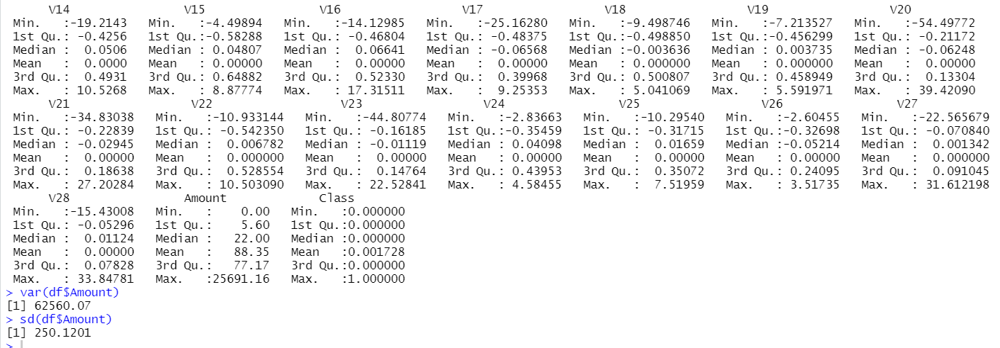 V14 V15 V16 V17 V18 V19 V20
Min. :-19.2143 Min. :-4.49894 Min. :-14.12985 Min. :-25.16280 Min. :-9.498746 Min. :-7.213527 Min. :-54.49772
1st Qu.: -0.4256 1st Qu.:-0.58288 1st Qu.: -0.46804 1st Qu.: -0.48375 1st Qu.:-0.498850 1st Qu.:-0.456299 1st Qu.: -0.21172
Median : 0.0506 Median : 0.04807 Median : 0.06641 Median : -0.06568 Median :-0.003636 Median : 0.003735 Median : -0.06248
Mean : 0.0000 Mean : 0.00000 Mean : 0.00000 Mean : 0.00000 Mean : 0.000000 Mean : 0.000000 Mean : 0.00000
3rd Qu.: 0.4931 3rd Qu.: 0.64882 3rd Qu.: 0.52330 3rd Qu.: 0.39968 3rd Qu.: 0.500807 3rd Qu.: 0.458949 3rd Qu.: 0.13304
Max. : 10.5268 Max. : 8.87774 Max. : 17.31511 Max. : 9.25353 Max. : 5.041069 Max. : 5.591971 Max. : 39.42090
V21 V22 V23 V24 V25 V26 V27
Min. :-34.83038 Min. :-10.933144 Min. :-44.80774 Min. :-2.83663 Min. :-10.29540 Min. :-2.60455 Min. :-22.565679
1st Qu.: -0.22839 1st Qu.: -0.542350 1st Qu.: -0.16185 1st Qu.:-0.35459 1st Qu.: -0.31715 1st Qu.:-0.32698 1st Qu.: -0.070840
Median : -0.02945 Median : 0.006782 Median : -0.01119 Median : 0.04098 Median : 0.01659 Median :-0.05214 Median : 0.001342
Mean : 0.00000 Mean : 0.000000 Mean : 0.00000 Mean : 0.00000 Mean : 0.00000 Mean : 0.00000 Mean : 0.000000
3rd Qu.: 0.18638 3rd Qu.: 0.528554 3rd Qu.: 0.14764 3rd Qu.: 0.43953 3rd Qu.: 0.35072 3rd Qu.: 0.24095 3rd Qu.: 0.091045
Max. : 27.20284 Max. : 10.503090 Max. : 22.52841 Max. : 4.58455 Max. : 7.51959 Max. : 3.51735 Max. : 31.612198
V28 Amount Class
Min. :-15.43008 Min. : 0.00 Min. :0.000000
1st Qu.: -0.05296 1st Qu.: 5.60 1st Qu.:0.000000
Median : 0.01124 Median : 22.00 Median :0.000000
Mean : 0.00000 Mean : 88.35 Mean :0.001728
3rd Qu.: 0.07828 3rd Qu.: 77.17 3rd Qu.:0.000000
Max. : 33.84781 Max. :25691.16 Max. :1.000000
> var(df$Amount)
[1] 62560.07
> sd(df$Amount)
[1] 250.1201
>